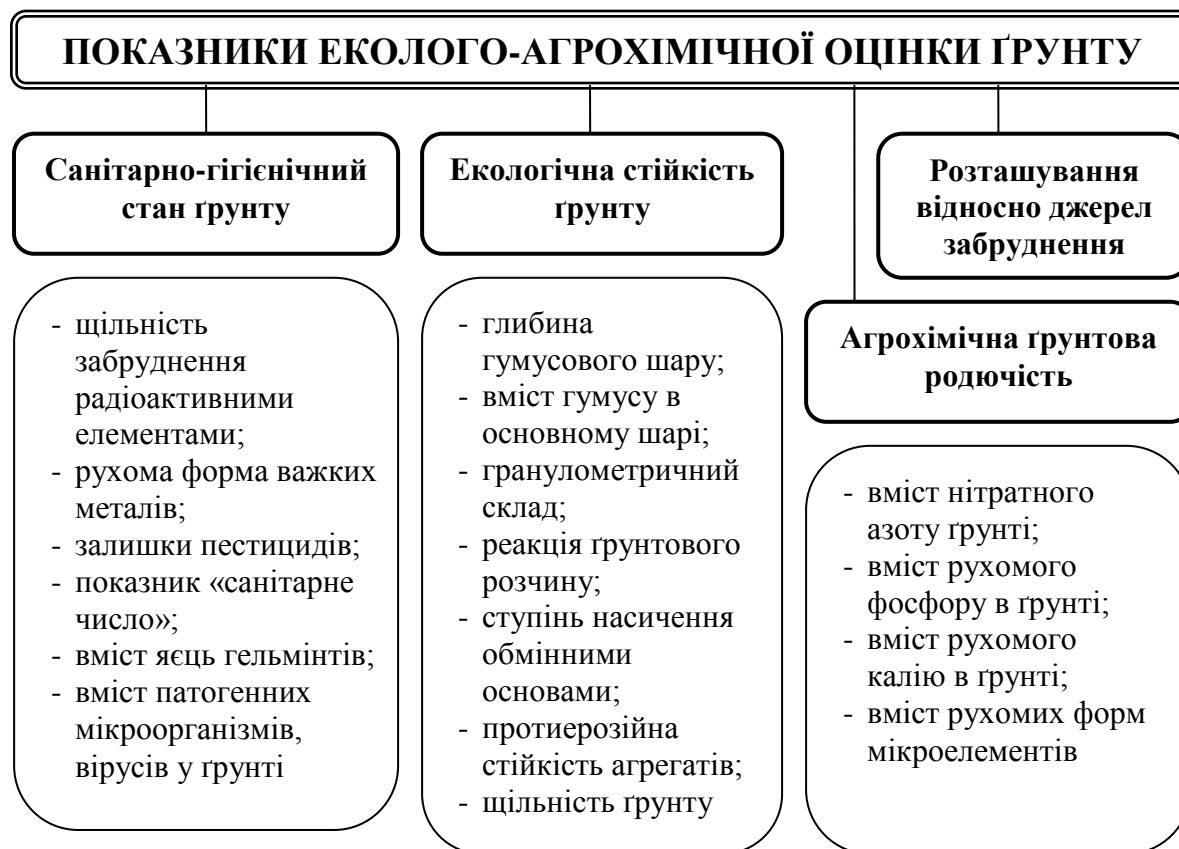 ПОКАЗНИКИ ЕКОЛОГО-АГРОХІМІЧНОЇ ОЦІНКИ ҐРУНТУ
Санітарно-гігієнічний
стан ґрунту
- щільність
забруднення
радіоактивними
елементами;
- рухома форма важких
металів;
- залишки пестицидів;
- показник «санітарне
число»;
- вміст яєць гельмінтів;
- вміст патогенних
мікроорганізмів,
вірусів у ґрунті
Екологічна стійкість
ґрунту
- глибина
гумусового шару;
- вміст гумусу в
основному шарі;
- гранулометричний
склад;
- реакція ґрунтового
розчину;
- ступінь насичення
обмінними
основами;
- протиерозійна
стійкість агрегатів;
- щільність ґрунту
Розташування
відносно джерел
забруднення
Агрохімічна ґрунтова
родючість
- вміст нітратного
азоту ґрунті;
- вміст рухомого
фосфору в ґрунті;
- вміст рухомого
калію в ґрунті;
- вміст рухомих форм
мікроелементів